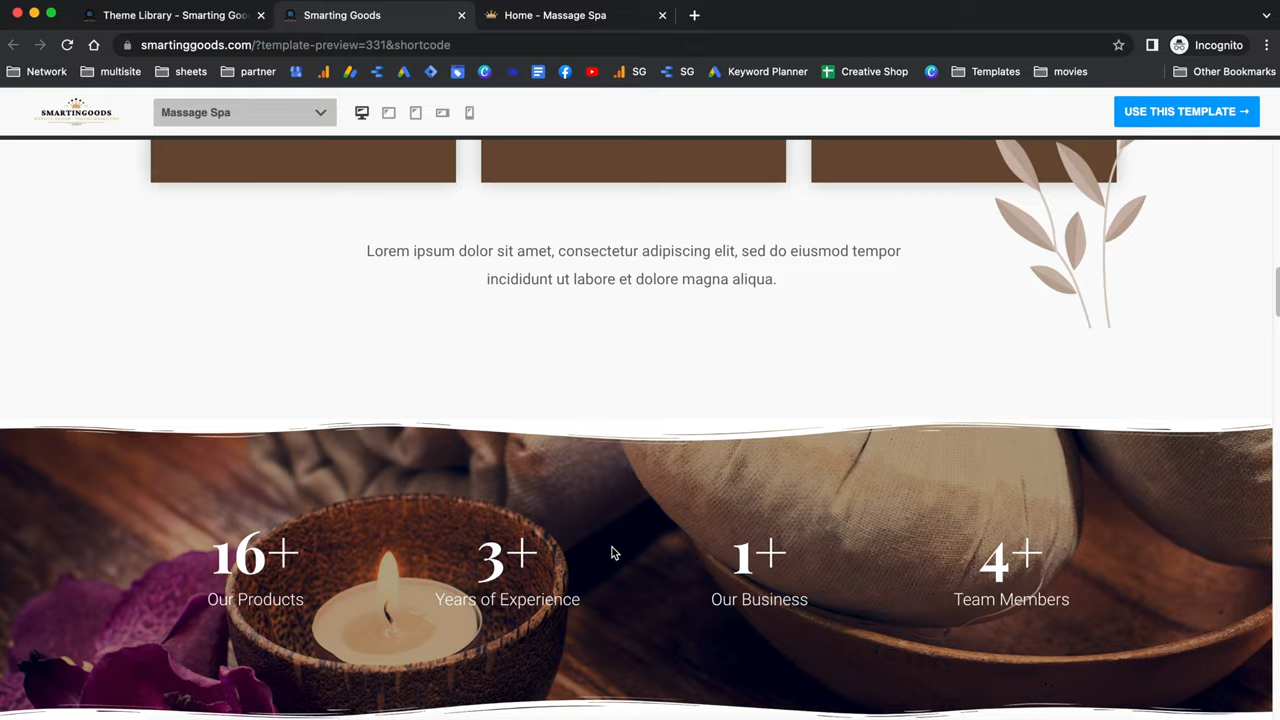 Theme Library - Smarting Goo
Smarting Goods
Home - Massage Spa
smartinggoods.com/?template-preview=331&shortcode
Incognito
Network
multisite
sheets
partner
SG
SG
Keyword Planner
Creative Shop
Templates
movies
Other Bookmarks
SMARTINGOODS
Massage Spa
USE THIS TEMPLATE →
Lorem ipsum dolor sit amet, consectetur adipiscing elit, sed do eiusmod tempor
incididunt ut labore et dolore magna aliqua.
16+
3+
1+
4+
Our Products
Years of Experience
Our Business
Team Members